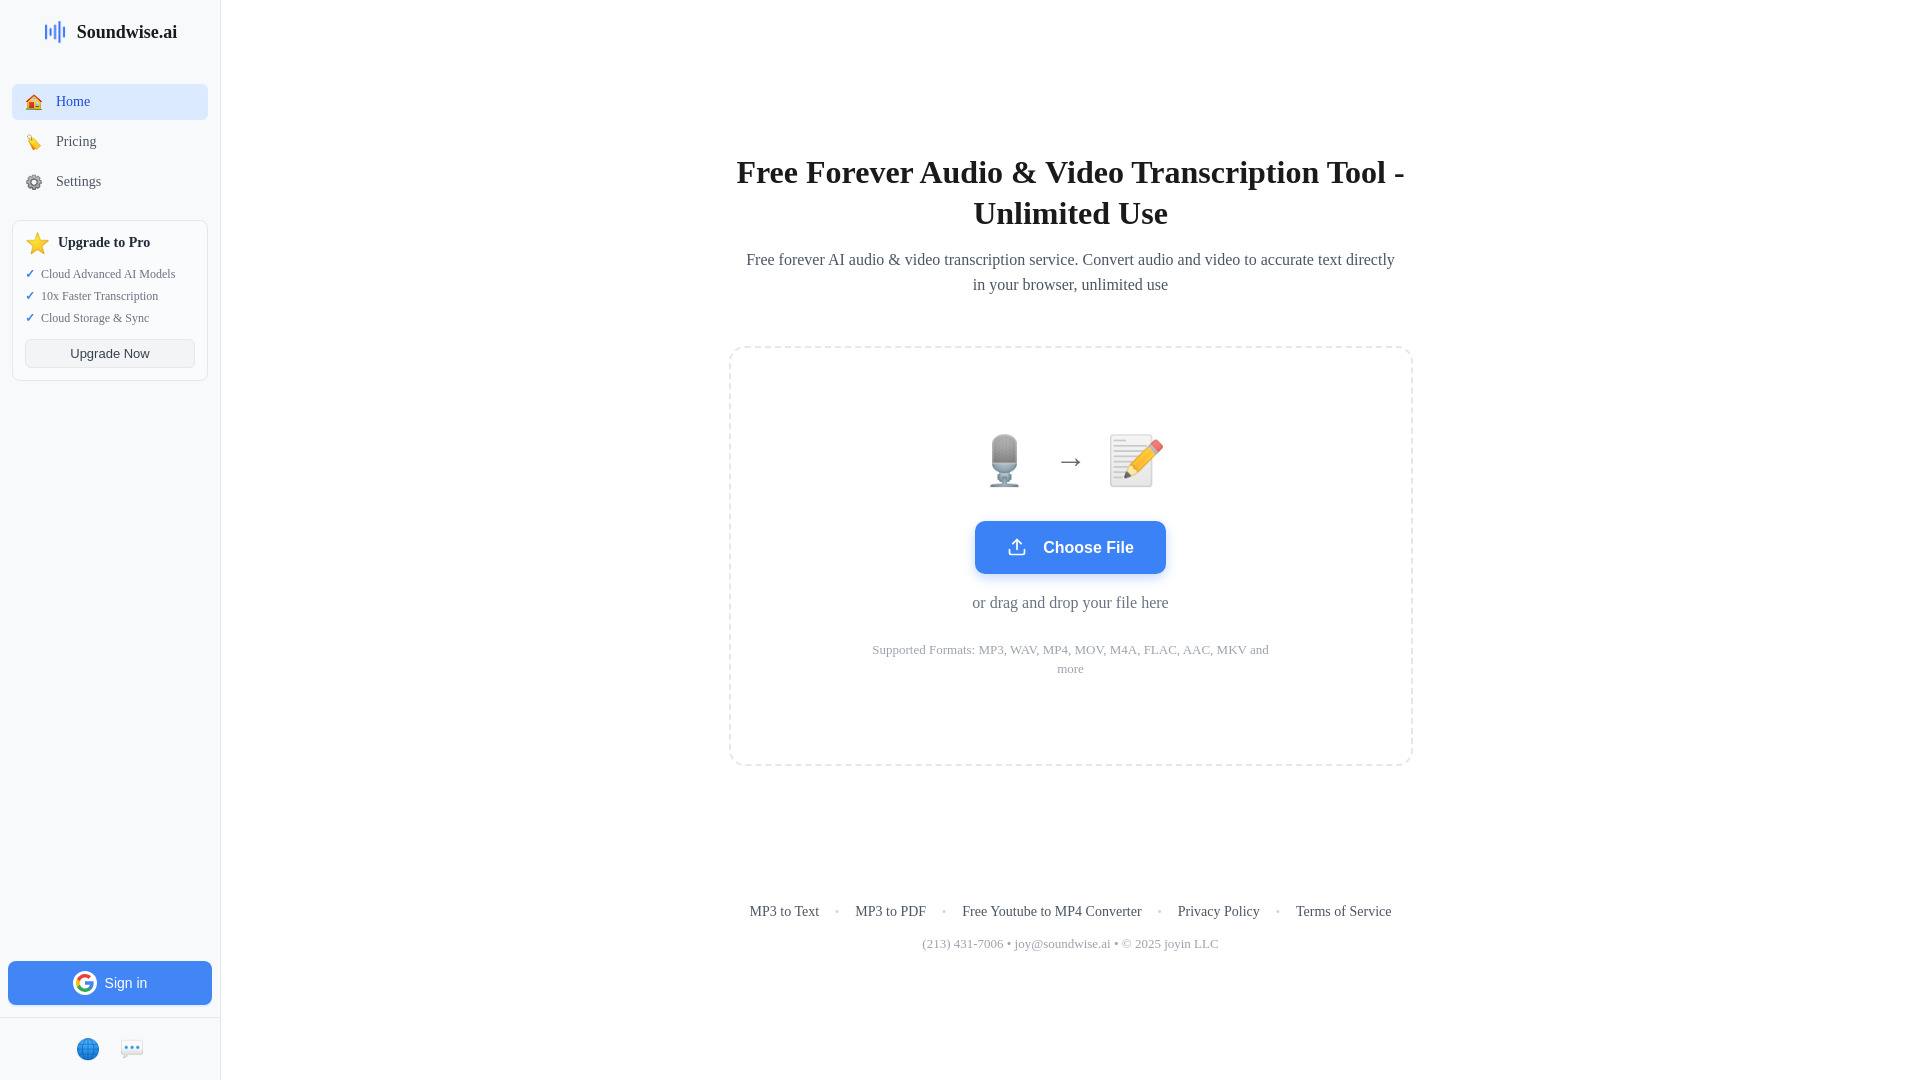 Soundwise.ai
Home
Pricing
Settings
Upgrade to Pro
✓ Cloud Advanced AI Models
✓ 10x Faster Transcription
✓ Cloud Storage & Sync
Upgrade Now
Sign in
Free Forever Audio & Video Transcription Tool -
Unlimited Use
Free forever AI audio & video transcription service. Convert audio and video to accurate text directly
in your browser, unlimited use
→
Choose File
or drag and drop your file here
Supported Formats: MP3, WAV, MP4, MOV, M4A, FLAC, AAC, MKV and
more
MP3 to Text • MP3 to PDF • Free Youtube to MP4 Converter • Privacy Policy • Terms of Service
(213) 431-7006 • joy@soundwise.ai • © 2025 joyin LLC